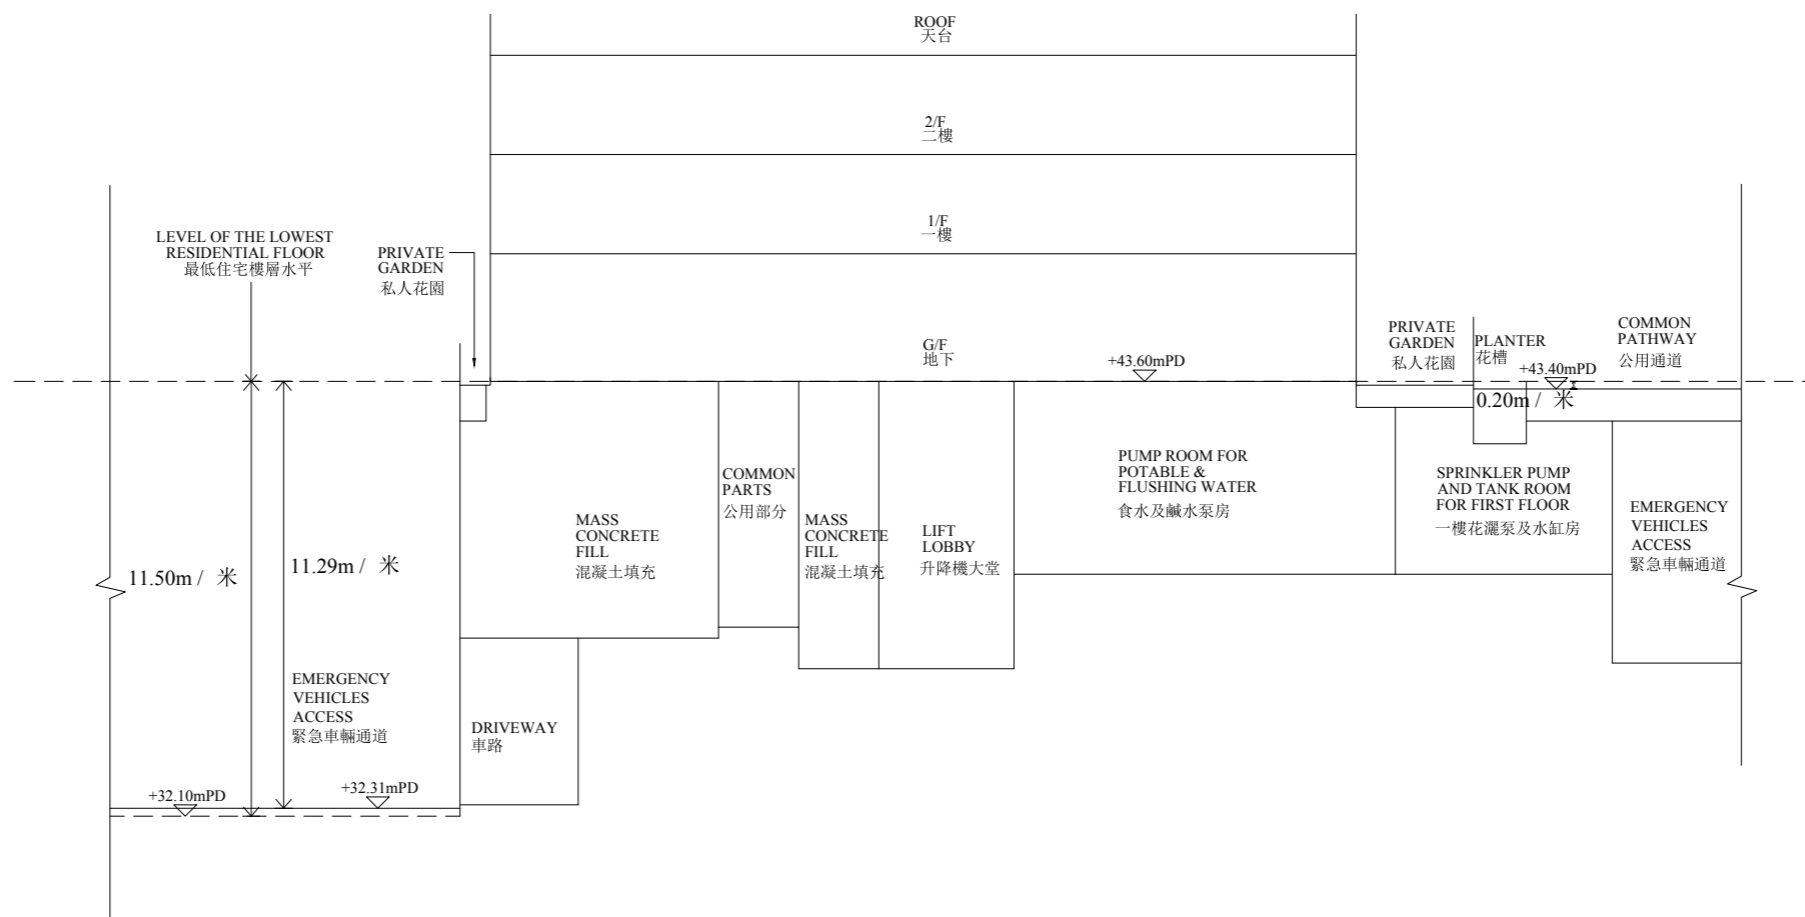 ROOF
天台
2/F
二樓
1/F
一樓
LEVEL OF THE LOWEST
RESIDENTIAL FLOOR
最低住宅樓層水平
PRIVATE
GARDEN
私人花園
G/F
地下
+43.60mPD
PRIVATE
GARDEN
私人花園
PLANTER
花槽
COMMON
PATHWAY
公用通道
+43.40mPD
0.20m / 米
11.50m / 米
11.29m / 米
MASS
CONCRETE
FILL
混凝土填充
COMMON
PARTS
公用部分
MASS
CONCRETE
FILL
混凝土填充
LIFT
LOBBY
升降機大堂
PUMP ROOM FOR
POTABLE &
FLUSHING WATER
食水及鹹水泵房
SPRINKLER PUMP
AND TANK ROOM
FOR FIRST FLOOR
一樓花灑泵及水缸房
EMERGENCY
VEHICLES
ACCESS
緊急車輛通道
EMERGENCY
VEHICLES
ACCESS
緊急車輛通道
DRIVEWAY
車路
+32.10mPD
+32.31mPD